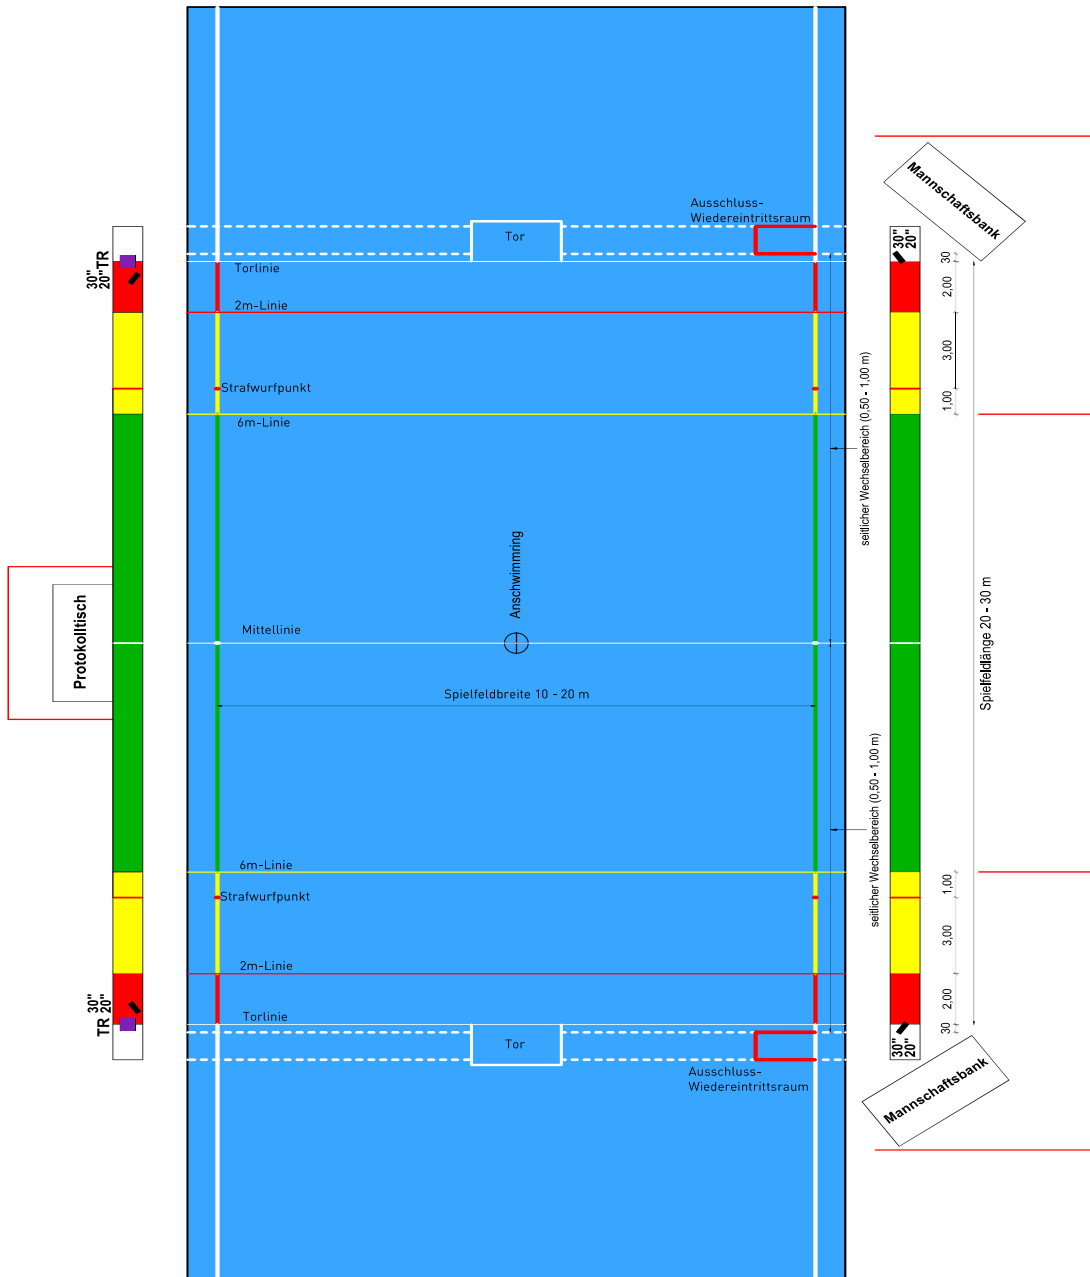 Mannschaftsbank
Ausschluss-
Wiedereintrittsraum
Tor
30"
20"TR
30"
20"
Torlinie
30
2,00
2m-Linie
3,00
Strafwurfpunkt
1,00
6m-Linie
seitlicher Wechselbereich (0,50 - 1,00 m)
Anschwimmring
Protokolltisch
Mittellinie
Spielfeldlänge 20 - 30 m
Spielfeldbreite 10 - 20 m
seitlicher Wechselbereich (0,50 - 1,00 m)
6m-Linie
1,00
Strafwurfpunkt
3,00
2m-Linie
2,00
30"
TR 20"
Torlinie
30
Tor
30"
20"
Ausschluss-
Wiedereintrittsraum
Mannschaftsbank